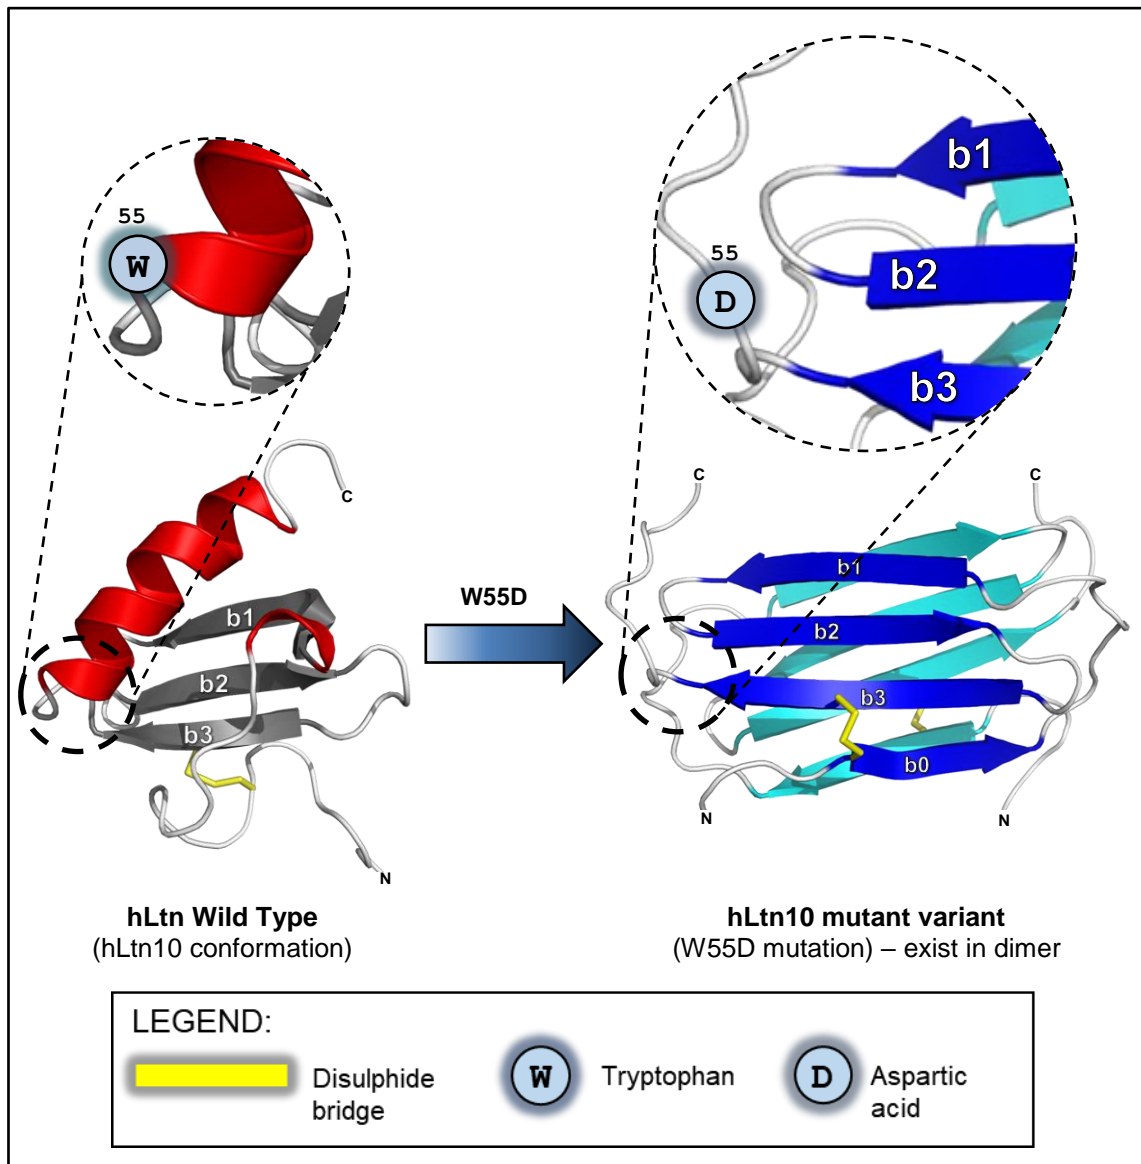 55
W
b1
b2
b3
55
D
C
b1
b2
b3
N
W55D
C
C
b1
b2
b3
b0
N
N
hLtn Wild Type
(hLtn10 conformation)
hLtn10 mutant variant
(W55D mutation) – exist in dimer
LEGEND:
Disulphide
bridge
W
Tryptophan
D
Aspartic
acid